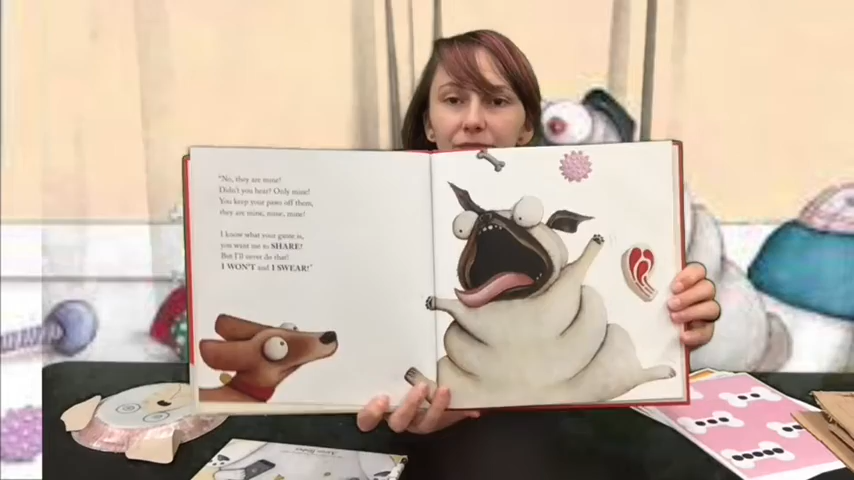 "No, they are mine!
Didn't you hear? Only mine!
You keep your paws off them,
they are mine, mine, mine!
I know what your game is,
you want me to SHARE?
But I'll never do that!
I WON'T and I SWEAR!"